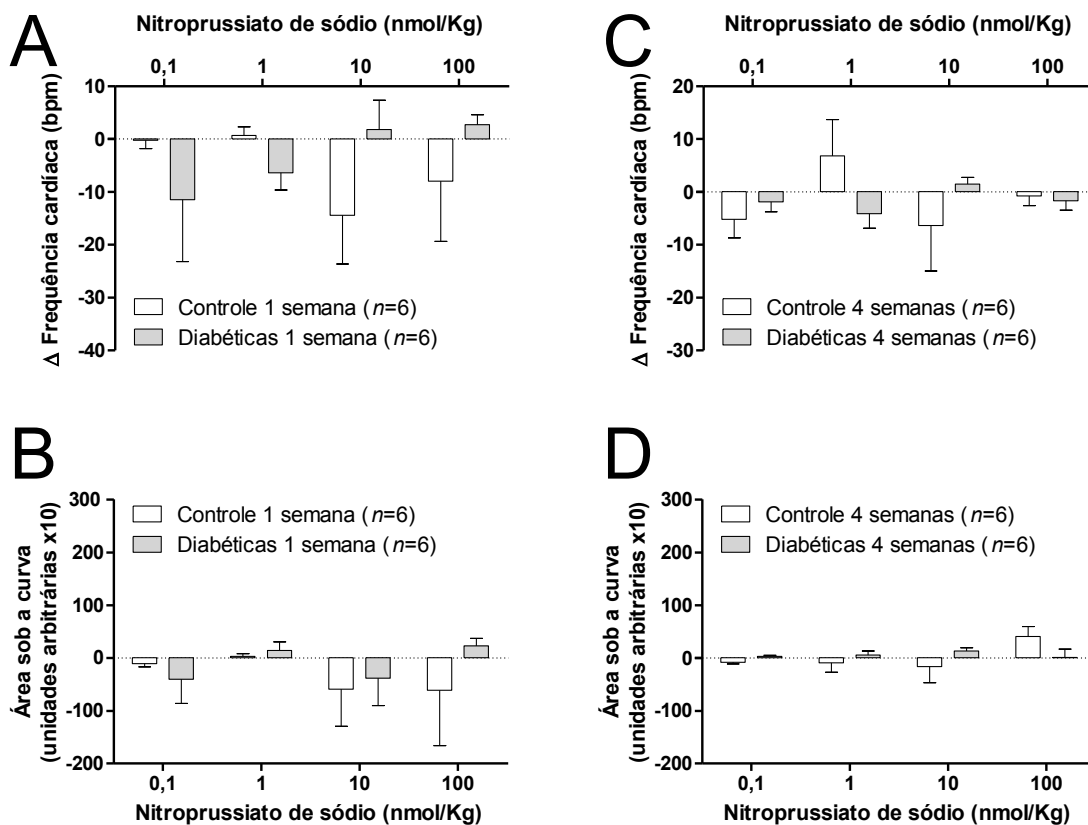 A
Nitroprussiato de sódio (nmol/Kg)
0,1 1 10 100
Δ Frequência cardíaca (bpm)
10
0
-10
-20
-30
-40
Controle 1 semana (n=6)
Diabéticas 1 semana (n=6)
C
Nitroprussiato de sódio (nmol/Kg)
0,1 1 10 100
Δ Frequência cardíaca (bpm)
20
10
0
-10
-20
-30
Controle 4 semanas (n=6)
Diabéticas 4 semanas (n=6)
B
Área sob a curva
(unidades arbitrárias x10)
300
200
100
0
-100
-200
Controle 1 semana (n=6)
Diabéticas 1 semana (n=6)
0,1 1 10 100
Nitroprussiato de sódio (nmol/Kg)
D
Área sob a curva
(unidades arbitrárias x10)
300
200
100
0
-100
-200
Controle 4 semanas (n=6)
Diabéticas 4 semanas (n=6)
0,1 1 10 100
Nitroprussiato de sódio (nmol/Kg)